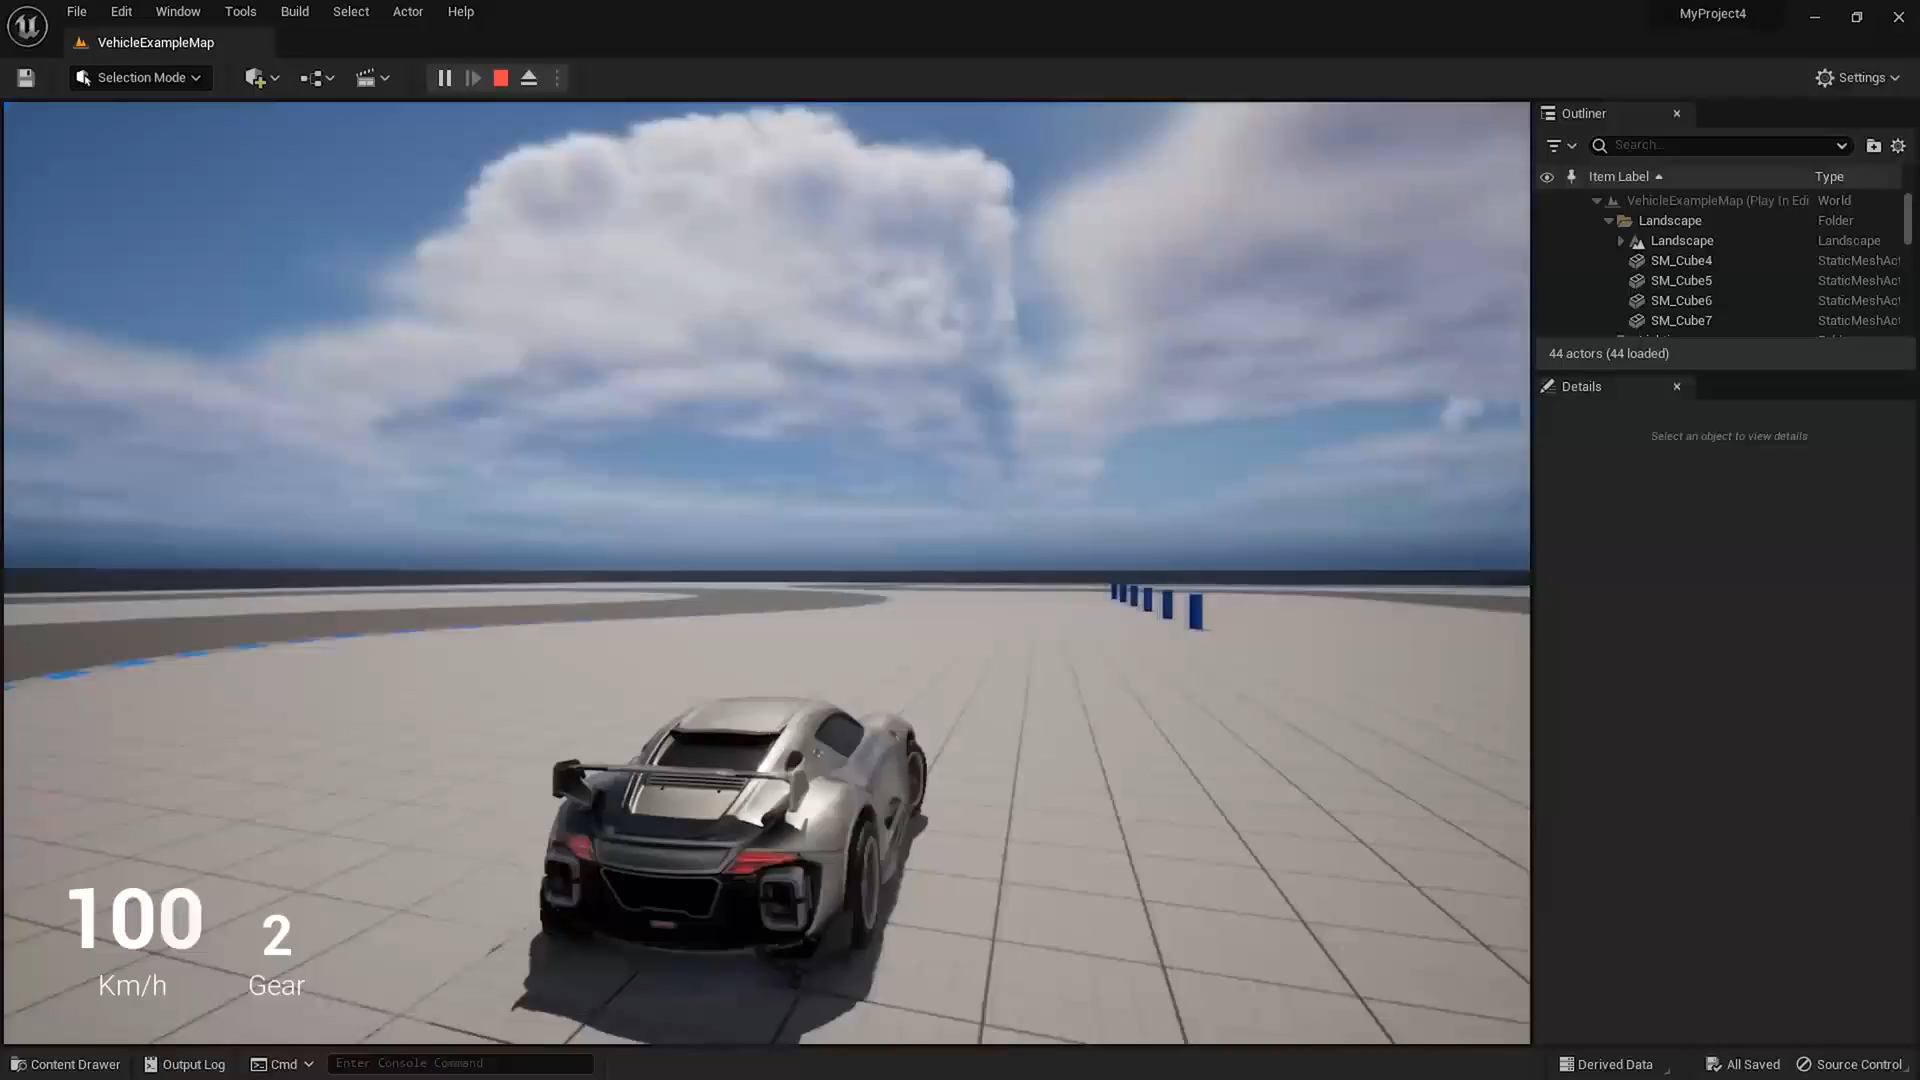 File Edit Window Tools Build Select Actor Help
MyProject4
VehicleExampleMap
Selection Mode
Settings
Outliner
Search...
Item Label Type
VehicleExampleMap (Play In Edi World
Landscape Folder
Landscape Landscape
SM_Cube4 StaticMeshAct
SM_Cube5 StaticMeshAct
SM_Cube6 StaticMeshAct
SM_Cube7 StaticMeshAct
44 actors (44 loaded)
Details
Select an object to view details
100 2
Km/h Gear
Content Drawer Output Log Cmd Enter Console Command Derived Data All Saved Source Control